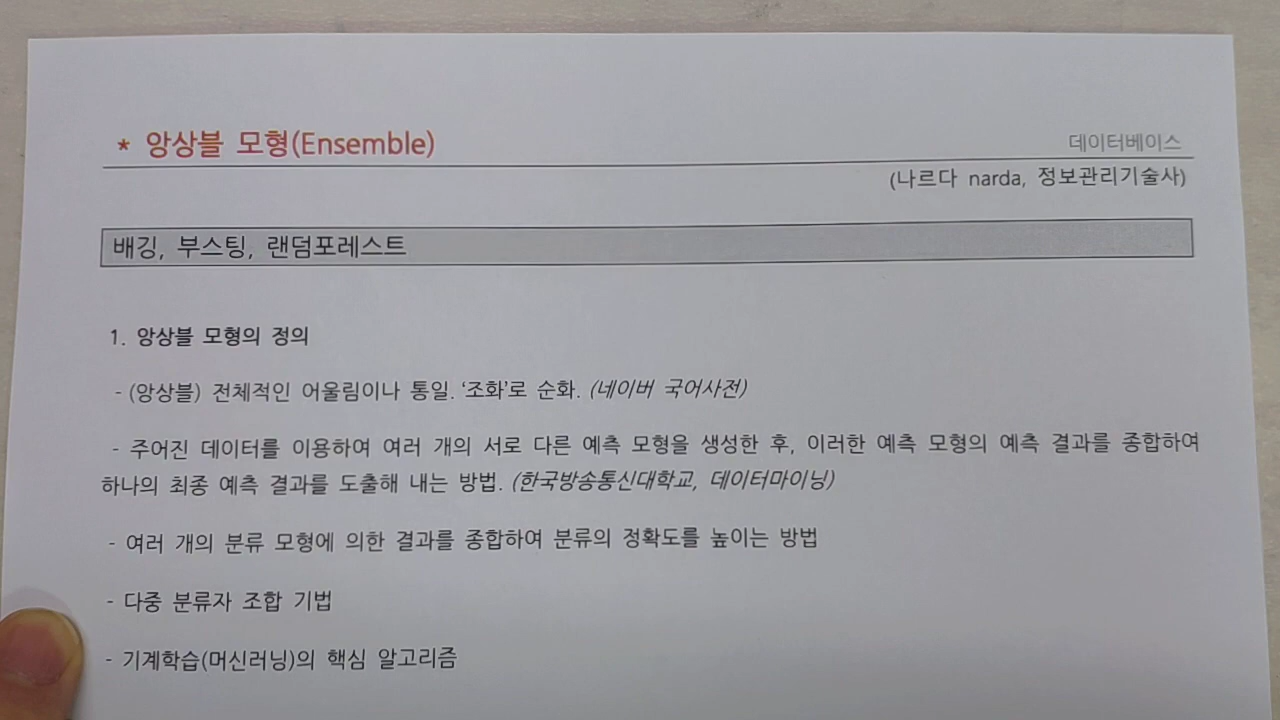 * 앙상블 모형(Ensemble)
데이터베이스
(나르다 narda, 정보관리기술사)
배깅, 부스팅, 랜덤포레스트
1. 앙상블 모형의 정의
- (앙상블) 전체적인 어울림이나 통일. ‘조화’로 순화. (네이버 국어사전)
- 주어진 데이터를 이용하여 여러 개의 서로 다른 예측 모형을 생성한 후, 이러한 예측 모형의 예측 결과를 종합하여
하나의 최종 예측 결과를 도출해 내는 방법. (한국방송통신대학교, 데이터마이닝)
- 여러 개의 분류 모형에 의한 결과를 종합하여 분류의 정확도를 높이는 방법
- 다중 분류자 조합 기법
- 기계학습(머신러닝)의 핵심 알고리즘